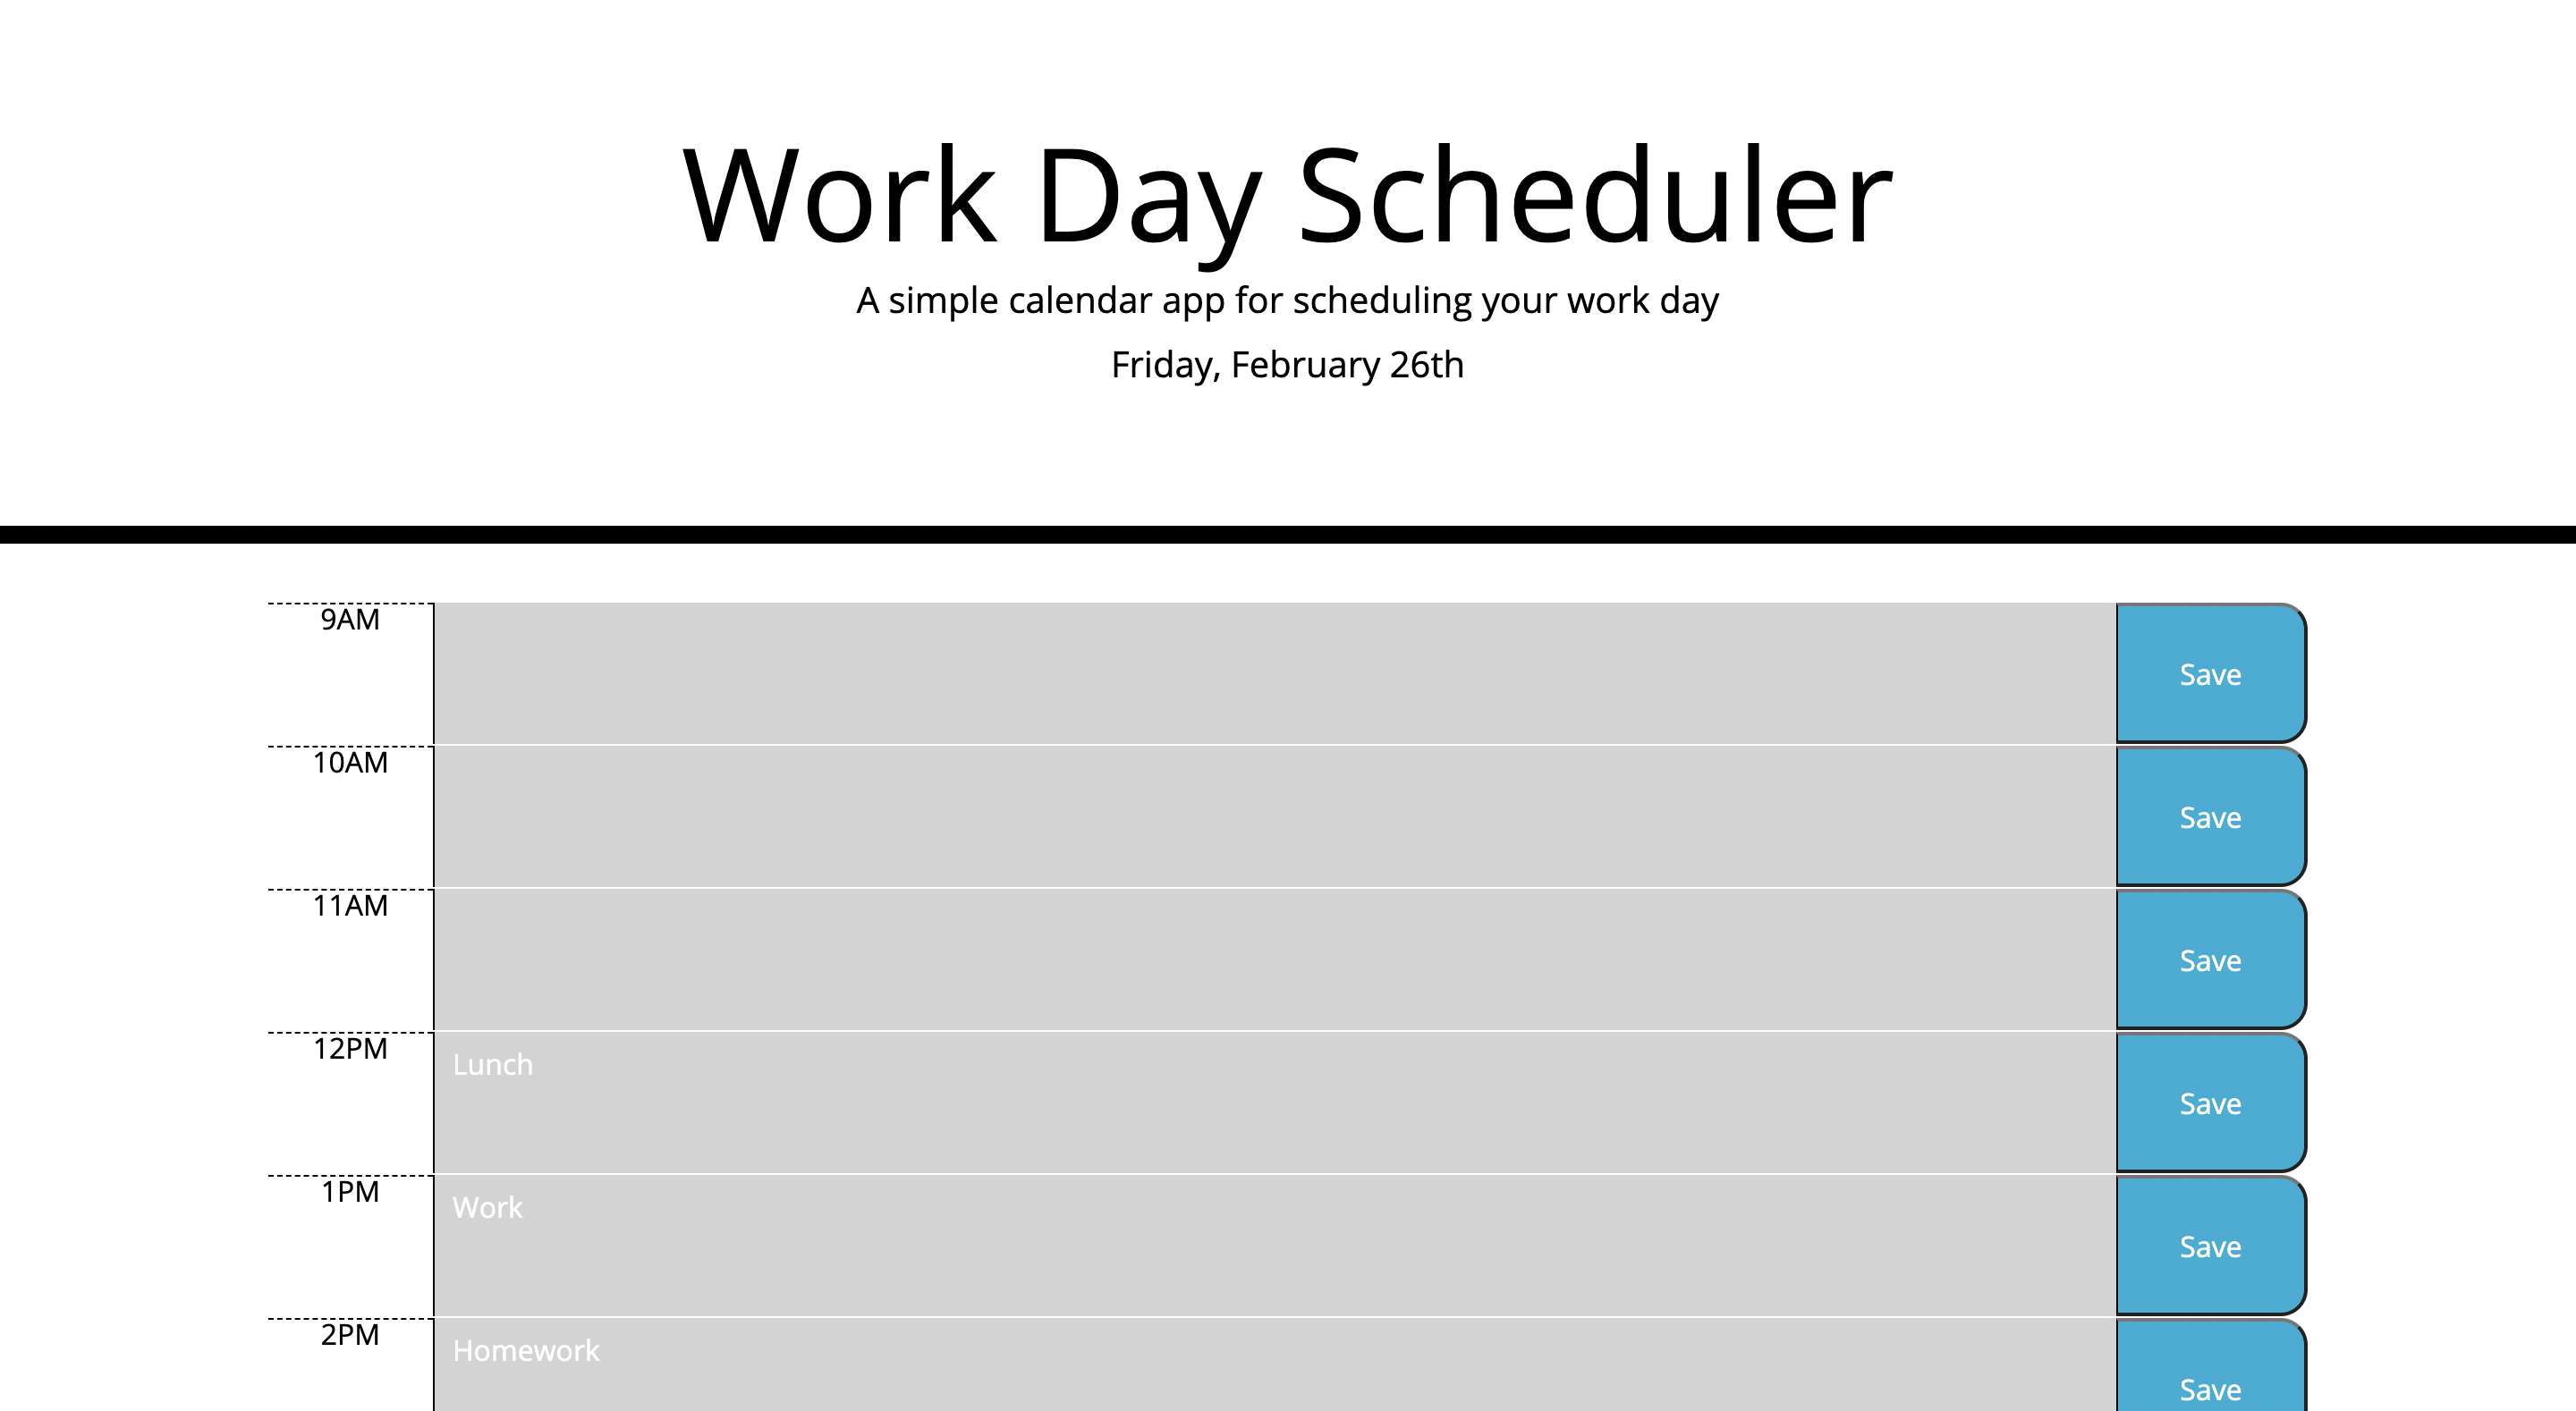 Work Day Scheduler
A simple calendar app for scheduling your work day
Friday, February 26th
9AM
Save
10AM
Save
11AM
Save
12PM
Lunch
Save
1PM
Work
Save
2PM
Homework
Save